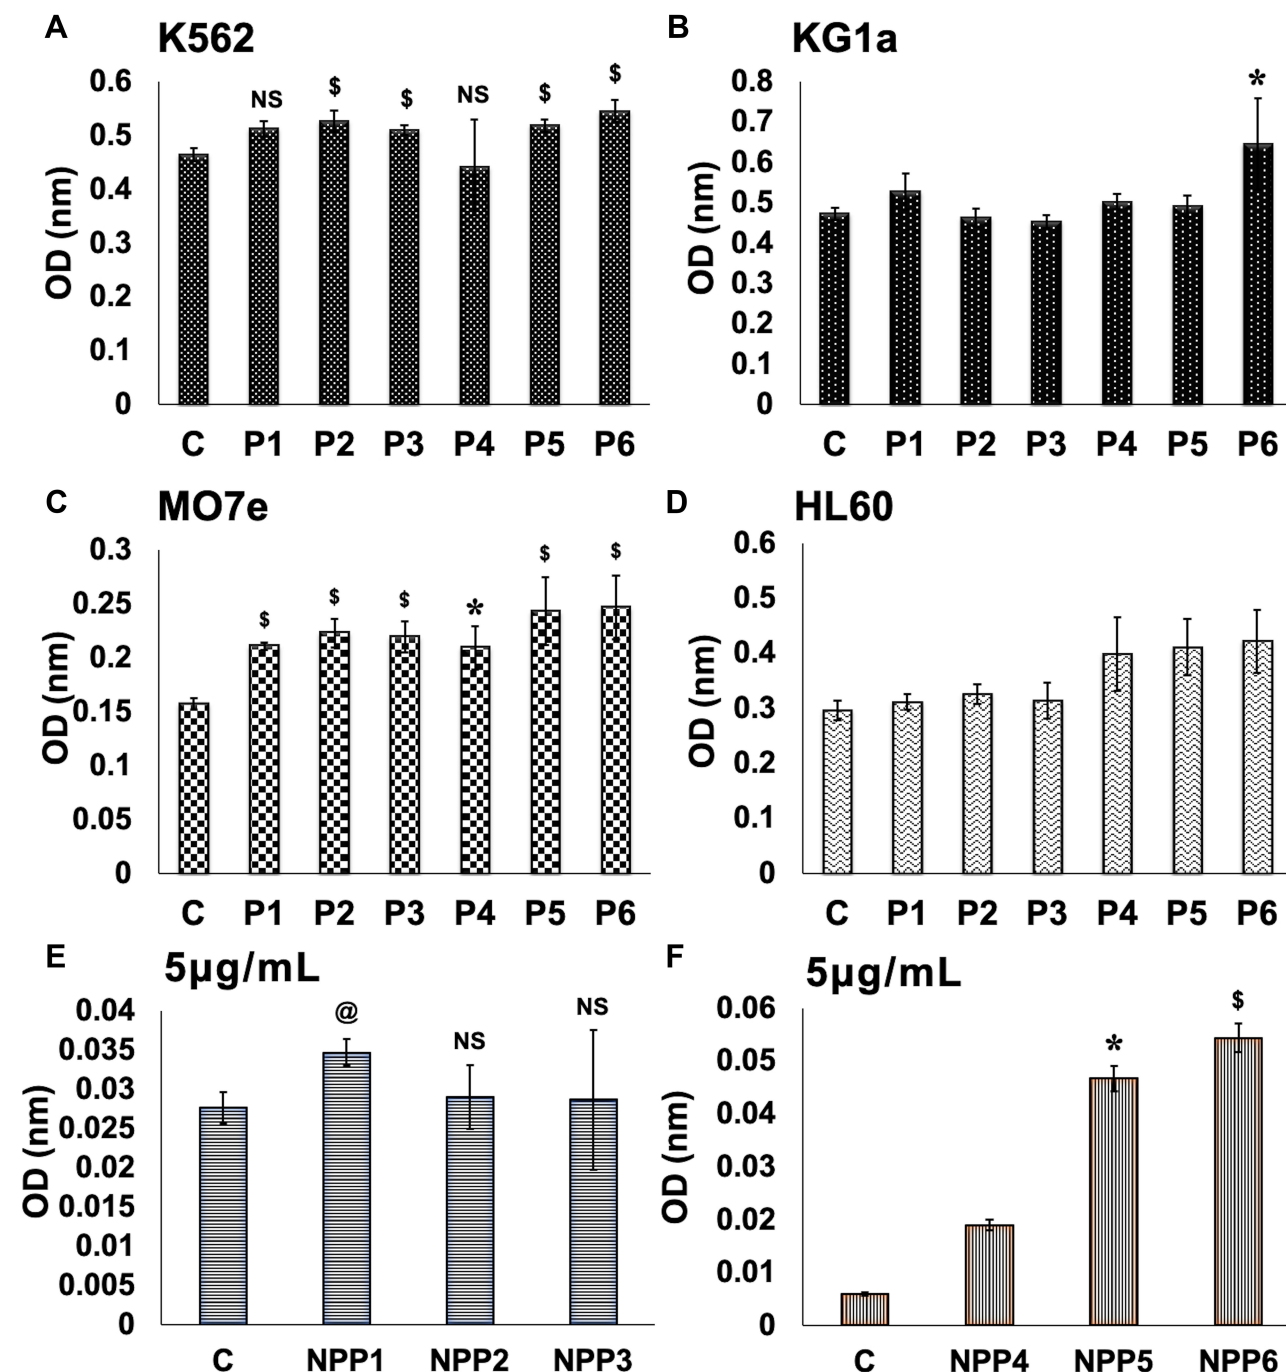 A
K562
0.6
0.5
0.4
0.3
0.2
0.1
0
OD (nm)
NS
$
$
NS
$
$
C P1 P2 P3 P4 P5 P6
B
KG1a
0.8
0.7
0.6
0.5
0.4
0.3
0.2
0.1
0
OD (nm)
*
C P1 P2 P3 P4 P5 P6
C
MO7e
0.3
0.25
0.2
0.15
0.1
0.05
0
OD (nm)
$
$
$
*
$
$
C P1 P2 P3 P4 P5 P6
D
HL60
0.6
0.5
0.4
0.3
0.2
0.1
0
OD (nm)
C P1 P2 P3 P4 P5 P6
E
5µg/mL
0.04
0.035
0.03
0.025
0.02
0.015
0.01
0.005
0
OD (nm)
@
NS
NS
C NPP1 NPP2 NPP3
F
5µg/mL
0.06
0.05
0.04
0.03
0.02
0.01
0
OD (nm)
*
$
C NPP4 NPP5 NPP6